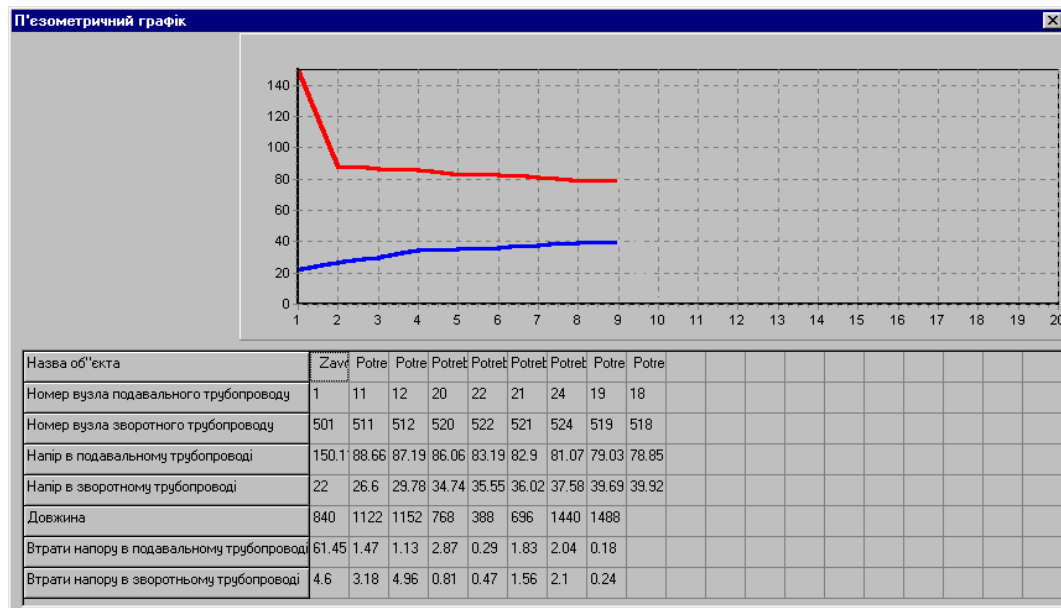 П'єзометричний графік
140
120
100
80
60
40
20
0
1 2 3 4 5 6 7 8 9 10 11 12 13 14 15 16 17 18 19 20
Назва об''єкта Zavo Potre Potre Potreb Potreb Potreb Potreb Potre Potre
Номер вузла подавального трубопроводу 1 11 12 20 22 21 24 19 18
Номер вузла зворотного трубопроводу 501 511 512 520 522 521 524 519 518
Напір в подавальному трубопроводі 150.1 88.66 87.19 86.06 83.19 82.9 81.07 79.03 78.85
Напір в зворотному трубопроводі 22 26.6 29.78 34.74 35.55 36.02 37.58 39.69 39.92
Довжина 840 1122 1152 768 388 696 1440 1488
Втрати напору в подавальному трубопроводі 61.45 1.47 1.13 2.87 0.29 1.83 2.04 0.18
Втрати напору в зворотньому трубопроводі 4.6 3.18 4.96 0.81 0.47 1.56 2.1 0.24